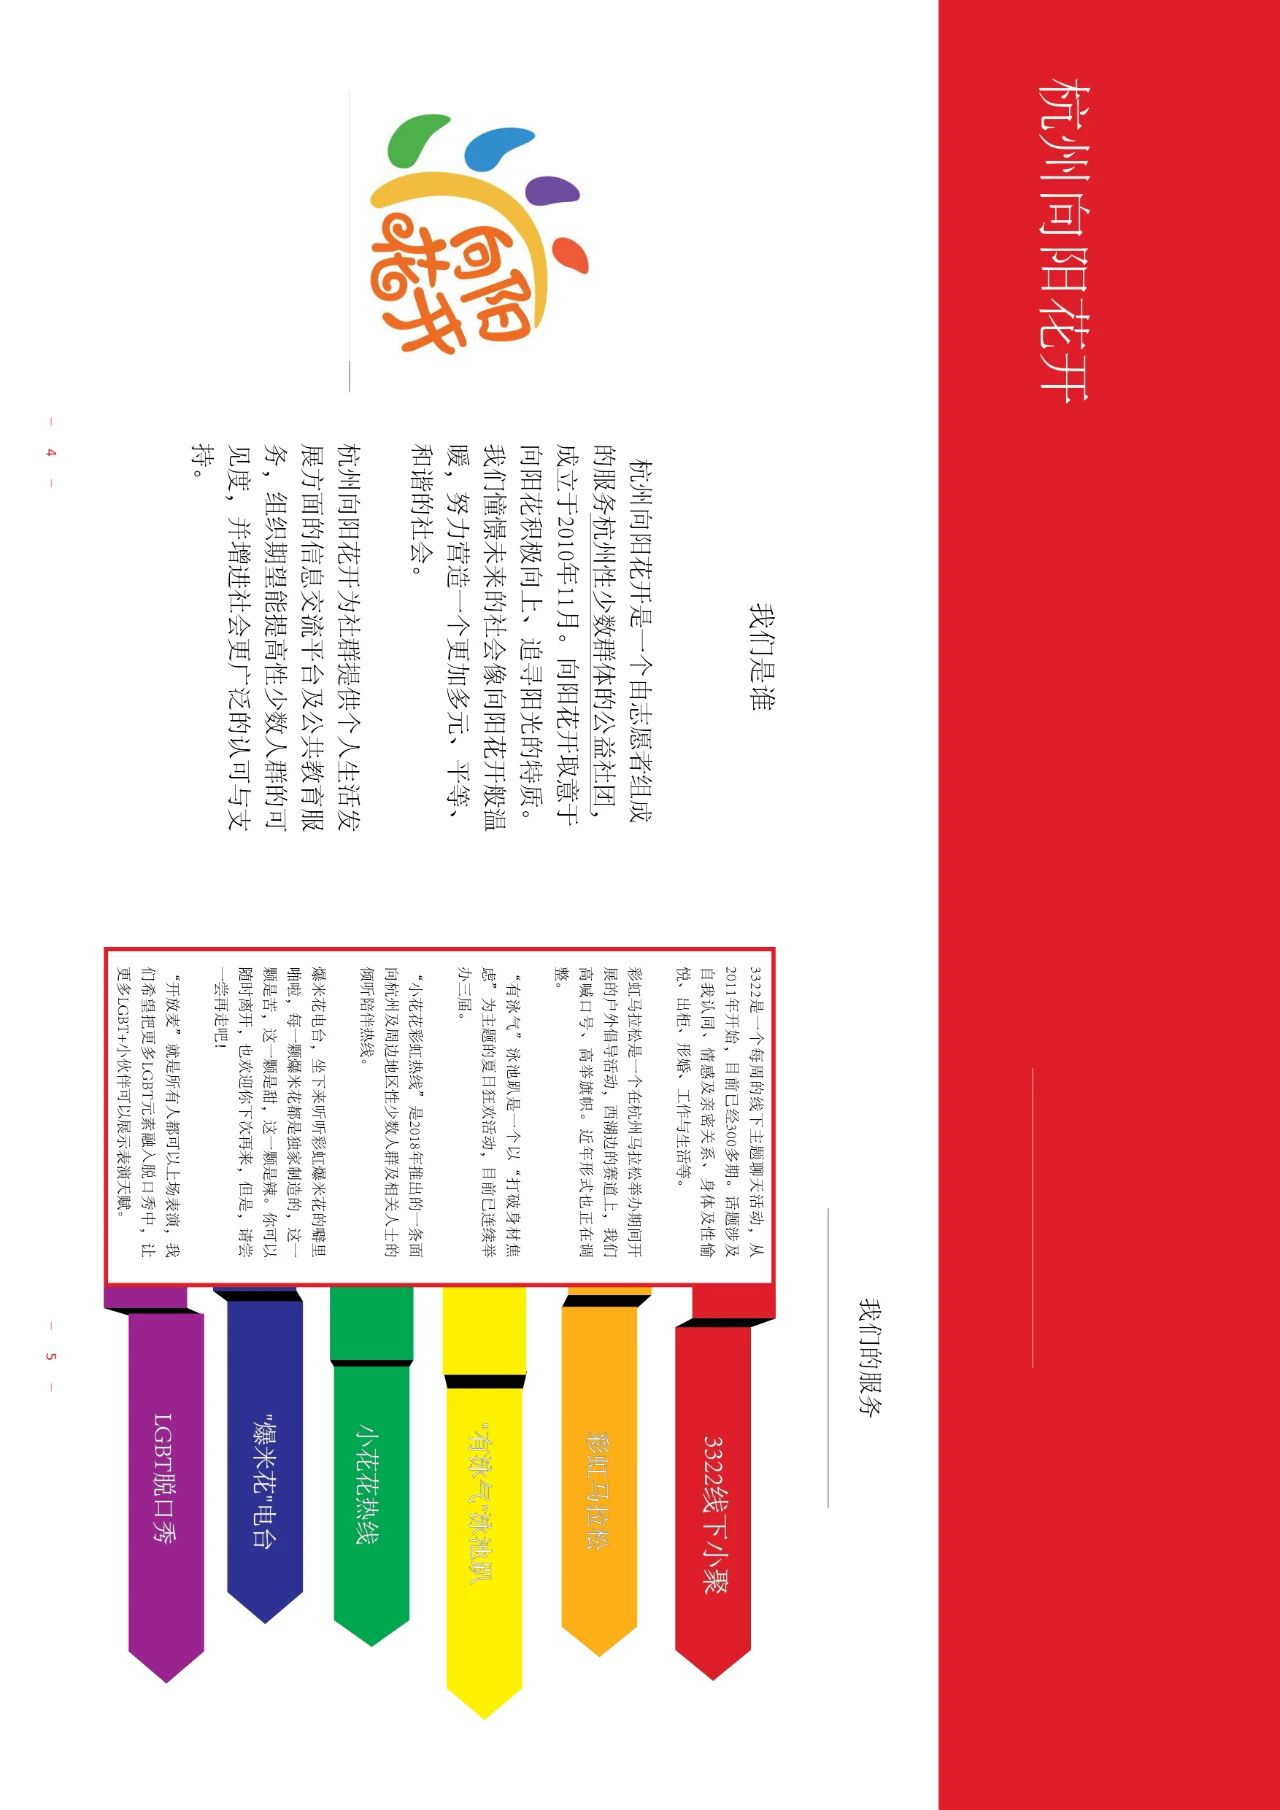 杭州向阳花开
向阳
花开
我们是谁
杭州向阳花开是一个由志愿者组成
的服务杭州性少数群体的公益社团，
成立于2010年11月。向阳花开取意于
向阳花积极向上、追寻阳光的特质。
我们憧憬未来的社会像向阳花开般温
暖，努力营造一个更加多元、平等、
和谐的社会。
杭州向阳花开为社群提供个人生活发
展方面的信息交流平台及公共教育服
务，组织期望能提高性少数人群的可
见度，并增进社会更广泛的认可与支
持。
— 4 —
我们的服务
3322是一个每周的线下主题聊天活动，从
2011年开始，目前已经300多期。话题涉及
自我认同、情感及亲密关系、身体及性愉
悦、出柜、形婚、工作与生活等。
3322线下小聚
彩虹马拉松是一个在杭州马拉松举办期间开
展的户外倡导活动，西湖边的赛道上，我们
高喊口号、高举旗帜。近年形式也正在调
整。
彩虹马拉松
“有泳气”泳池趴是一个以“打破身材焦
虑”为主题的夏日狂欢活动，目前已连续举
办三届。
"有泳气"泳池趴
“小花花彩虹热线”是2018年推出的一条面
向杭州及周边地区性少数人群及相关人士的
倾听陪伴热线。
小花花热线
爆米花电台，坐下来听听彩虹爆米花的噼里
啪啦，每一颗爆米花都是独家制造的，这一
颗是苦，这一颗是甜，这一颗是辣。你可以
随时离开，也欢迎你下次再来，但是，请尝
一尝再走吧！
"爆米花"电台
“开放麦”就是所有人都可以上场表演，我
们希望把更多LGBT元素融入脱口秀中，让
更多LGBT+小伙伴可以展示表演天赋。
LGBT脱口秀
— 5 —